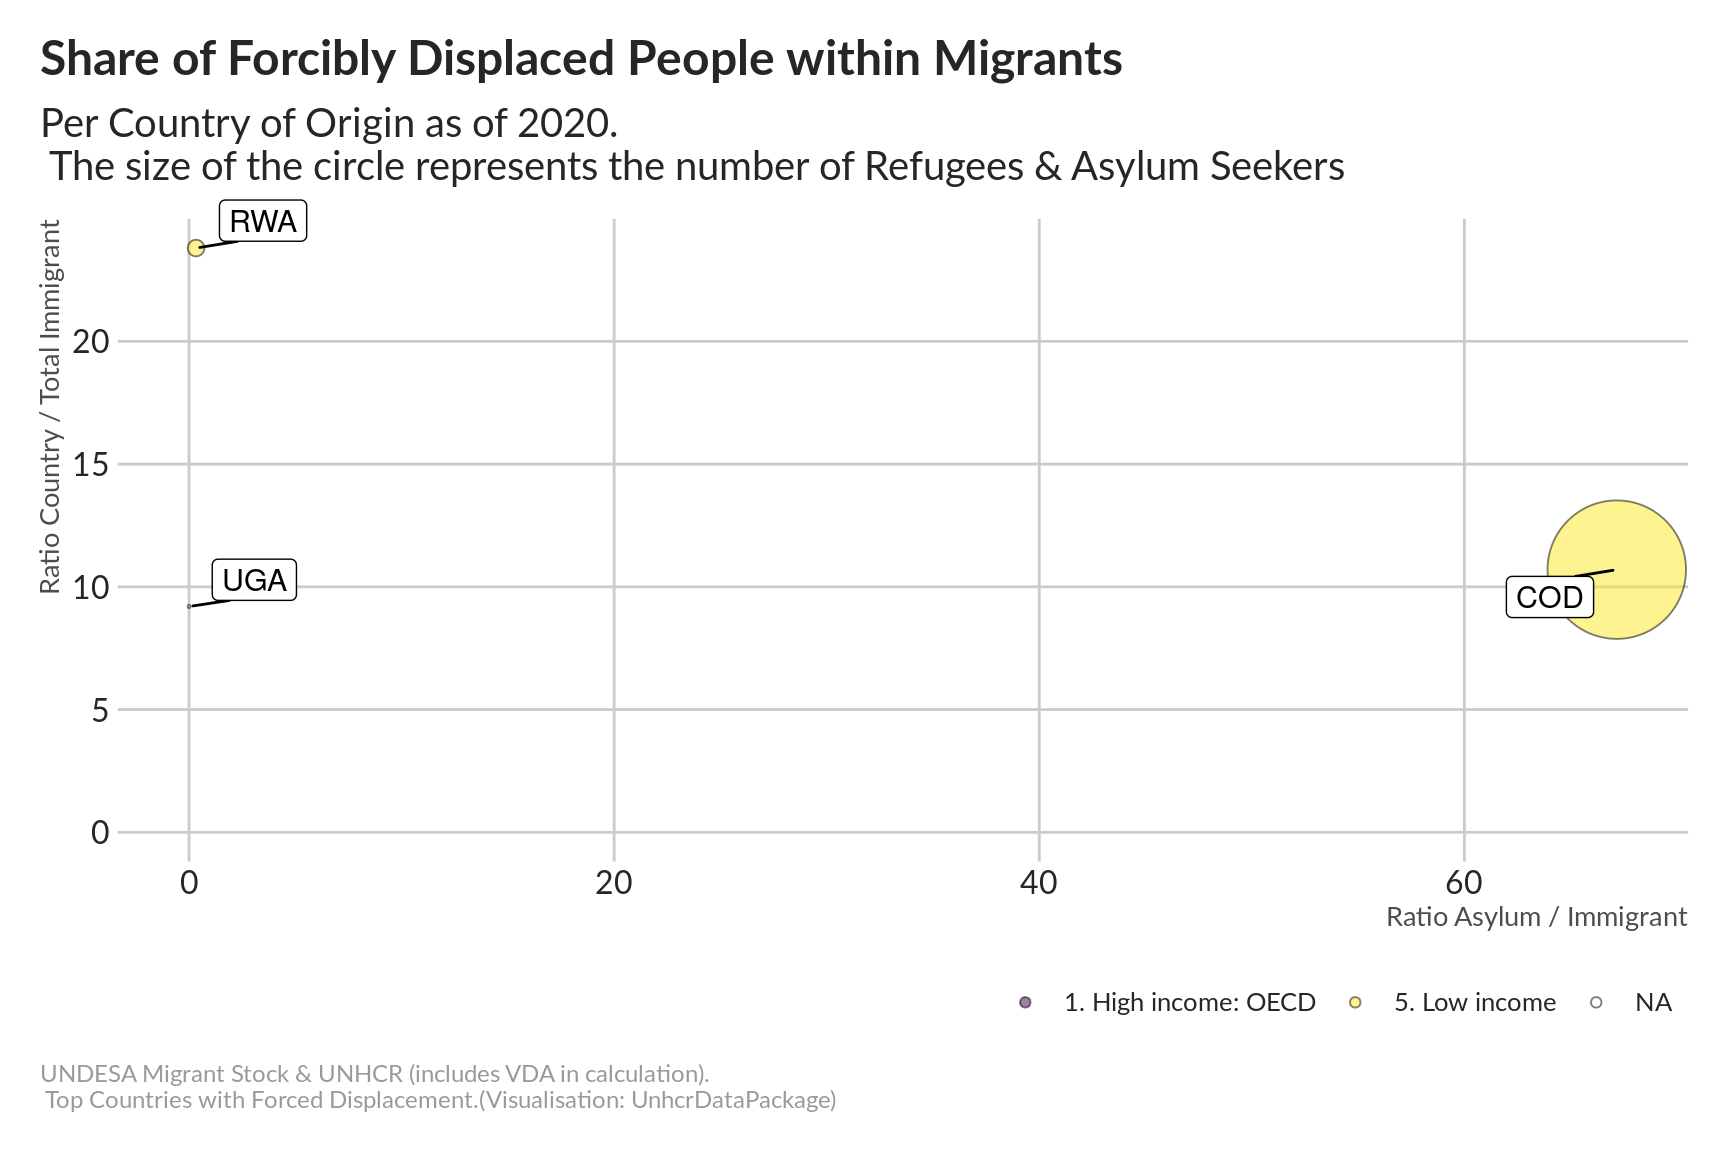 Share of Forcibly Displaced People within Migrants
Per Country of Origin as of 2020.
The size of the circle represents the number of Refugees & Asylum Seekers
Ratio Country / Total Immigrant
RWA
20
15
UGA
10
COD
5
0
0 20 40 60
Ratio Asylum / Immigrant
1. High income: OECD 5. Low income NA
UNDESA Migrant Stock & UNHCR (includes VDA in calculation).
Top Countries with Forced Displacement.(Visualisation: UnhcrDataPackage)